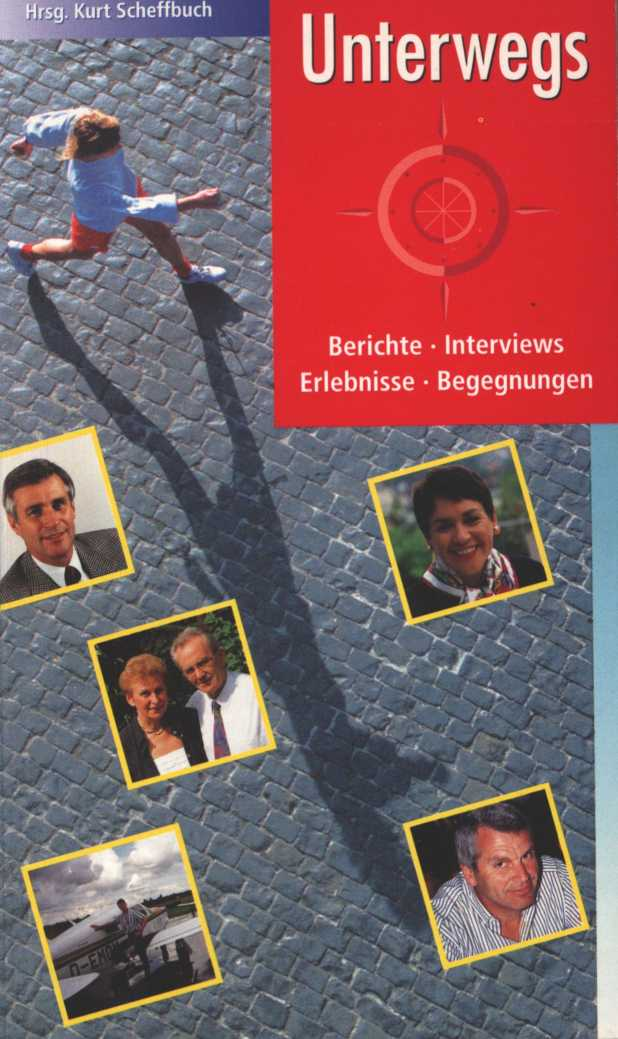 Hrsg. Kurt Scheffbuch
Unterwegs
Berichte · Interviews
Erlebnisse · Begegnungen